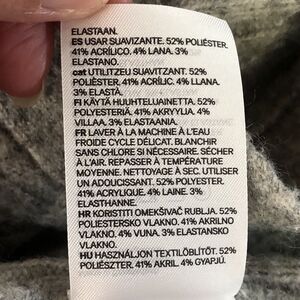 ELASTAAN.
ES USAR SUAVIZANTE. 52% POLIÉSTER.
41% ACRÍLICO. 4% LANA. 3%
ELASTANO.
cat UTILITZEU SUAVITZANT. 52%
POLIÈSTER. 41% ACRÍLIC. 4% LLANA.
3% ELASTÀ.
FI KÄYTÄ HUUHTELUAINETTA. 52%
POLYESTERIÄ. 41% AKRYYLIA. 4%
VILLAA. 3% ELASTAANIA.
FR LAVER À LA MACHINE À L'EAU
FROIDE CYCLE DÉLICAT. BLANCHIR
SANS CHLORE SI NÉCESSAIRE. SÉCHER
À L'AIR. REPASSER À TEMPÉRATURE
MOYENNE. NETTOYAGE À SEC. UTILISER
UN ADOUCISSANT. 52% POLYESTER.
41% ACRYLIQUE. 4% LAINE. 3%
ELASTHANNE.
HR KORISTITI OMEKŠIVAČ RUBLJA. 52%
POLIESTERSKO VLAKNO. 41% AKRILNO
VLAKNO. 4% VUNA. 3% ELASTANSKO
VLAKNO.
HU HASZNÁLJON TEXTILÖBLÍTŐT. 52%
POLIÉSZTER. 41% AKRIL. 4% GYAPJÚ.